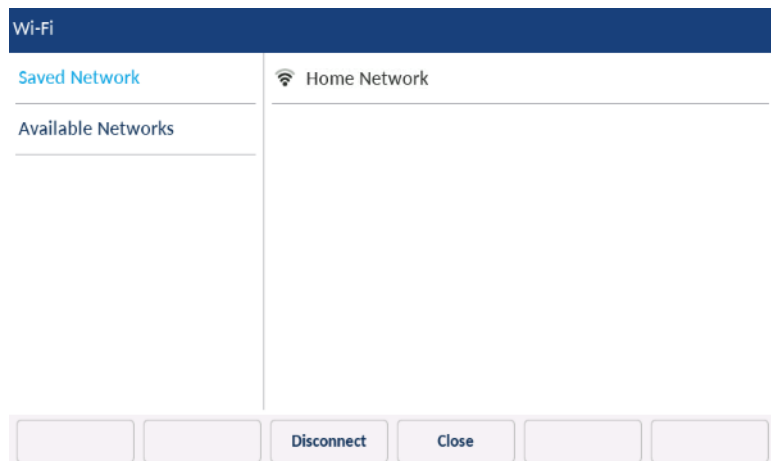 Wi-Fi
Saved Network
Home Network
Available Networks
Disconnect
Close